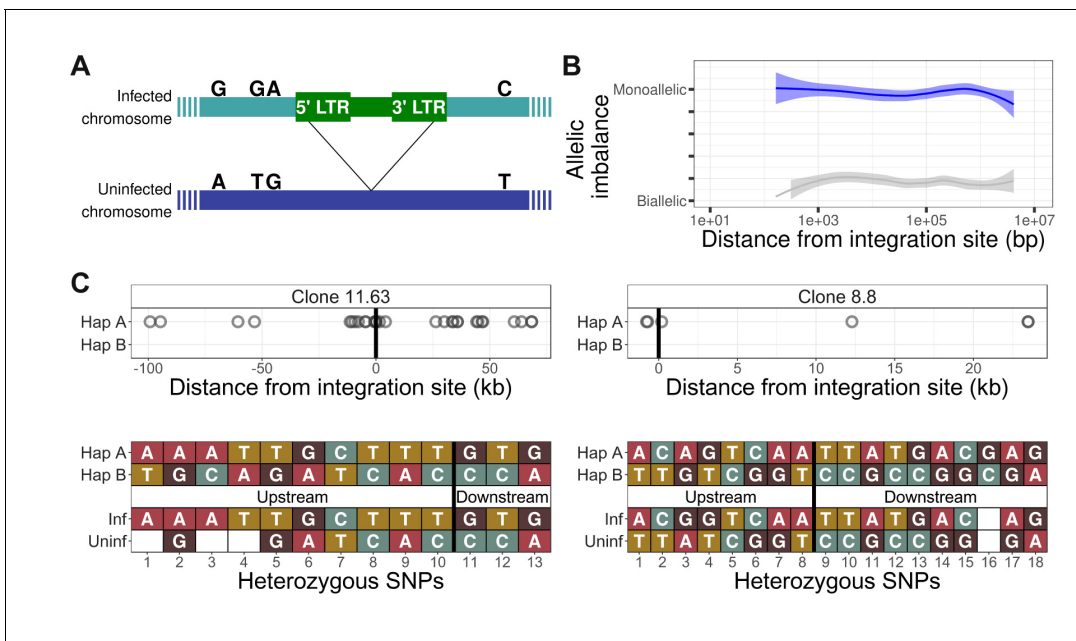 A
G GA C
Infected chromosome
5' LTR 3' LTR
A TG T
Uninfected chromosome
B
Allelic imbalance
Monoallelic
Biallelic
1e+01 1e+03 1e+05 1e+07
Distance from integration site (bp)
C
Clone 11.63
Hap A
Hap B
-100 -50 0 50
Distance from integration site (kb)
Clone 8.8
Hap A
Hap B
0 5 10 15 20
Distance from integration site (kb)
Hap A A A A T T G C T T T G T G
Hap B T G C A G A T C A C C C A
Upstream Downstream
Inf A A A T T G C T T T G T G
Uninf G G A T C A C C C A
1 2 3 4 5 6 7 8 9 10 11 12 13
Heterozygous SNPs
Hap A A C A G T C A A T T A T G A C G A G
Hap B T T G T C G G T C C G C C G G C G A
Upstream Downstream
Inf A C G G T C A A T T A T G A C A G
Uninf T T A T C G G T C C G C C G G G A
1 2 3 4 5 6 7 8 9 10 11 12 13 14 15 16 17 18
Heterozygous SNPs